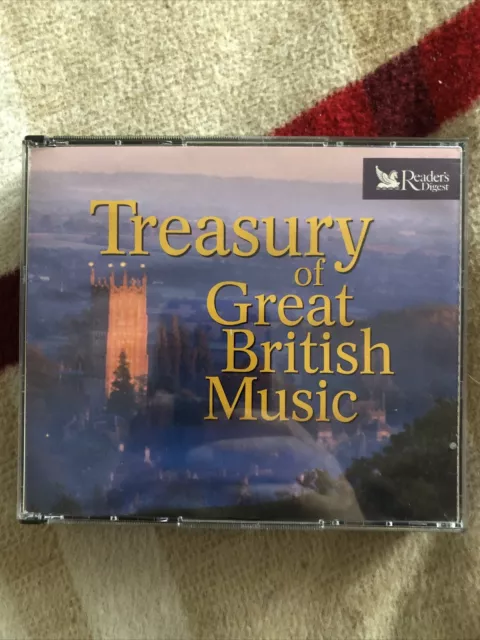 Reader's
Digest
Treasury
of
Great
British
Music